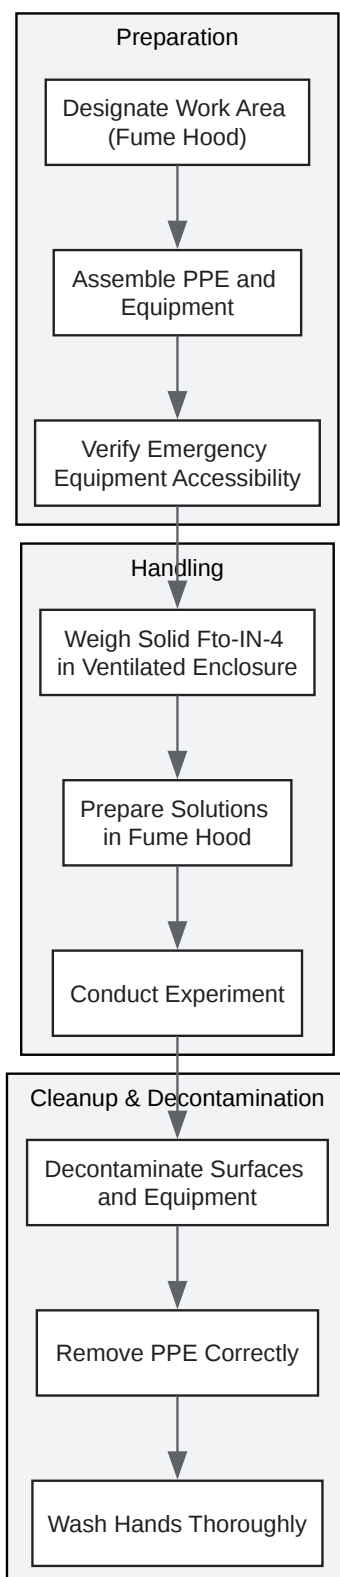 Preparation
Designate Work Area
(Fume Hood)
Assemble PPE and
Equipment
Verify Emergency
Equipment Accessibility
Handling
Weigh Solid Fto-IN-4
in Ventilated Enclosure
Prepare Solutions
in Fume Hood
Conduct Experiment
Cleanup & Decontamination
Decontaminate Surfaces
and Equipment
Remove PPE Correctly
Wash Hands Thoroughly